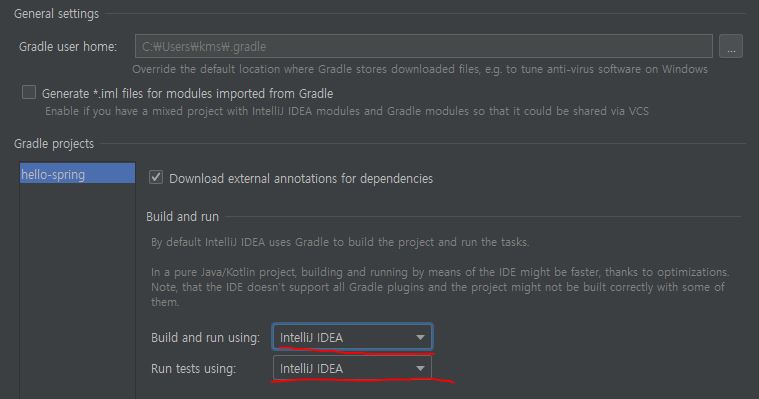 General settings
Gradle user home: C:₩Users₩kms₩.gradle ...
Override the default location where Gradle stores downloaded files, e.g. to tune anti-virus software on Windows
Generate *.iml files for modules imported from Gradle
Enable if you have a mixed project with IntelliJ IDEA modules and Gradle modules so that it could be shared via VCS
Gradle projects
hello-spring
Download external annotations for dependencies
Build and run
By default IntelliJ IDEA uses Gradle to build the project and run the tasks.
In a pure Java/Kotlin project, building and running by means of the IDE might be faster, thanks to optimizations.
Note, that the IDE doesn't support all Gradle plugins and the project might not be built correctly with some of
them.
Build and run using: IntelliJ IDEA
Run tests using: IntelliJ IDEA